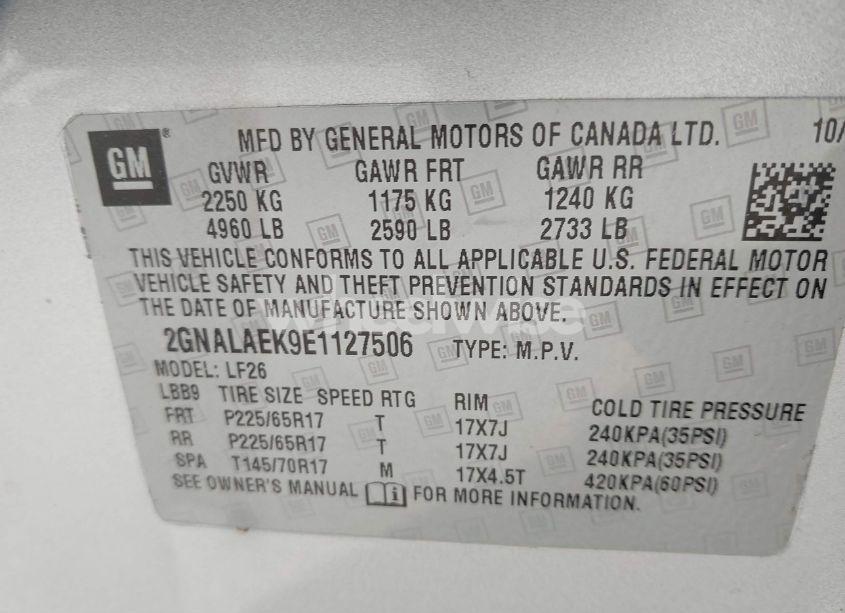 GM ® MFD BY GENERAL MOTORS OF CANADA LTD. 10/
GVWR GAWR FRT GAWR RR
2250 KG 1175 KG 1240 KG
4960 LB 2590 LB 2733 LB
THIS VEHICLE CONFORMS TO ALL APPLICABLE U.S. FEDERAL MOTOR
VEHICLE SAFETY AND THEFT PREVENTION STANDARDS IN EFFECT ON
THE DATE OF MANUFACTURE SHOWN ABOVE.
2GNALAEK9E1127506 TYPE: M.P.V.
MODEL: LF26
LBB9 TIRE SIZE SPEED RTG RIM COLD TIRE PRESSURE
FRT P225/65R17 T 17X7J 240KPA(35PSI)
RR P225/65R17 T 17X7J 240KPA(35PSI)
SPA T145/70R17 M 17X4.5T 420KPA(60PSI)
SEE OWNER'S MANUAL i FOR MORE INFORMATION.